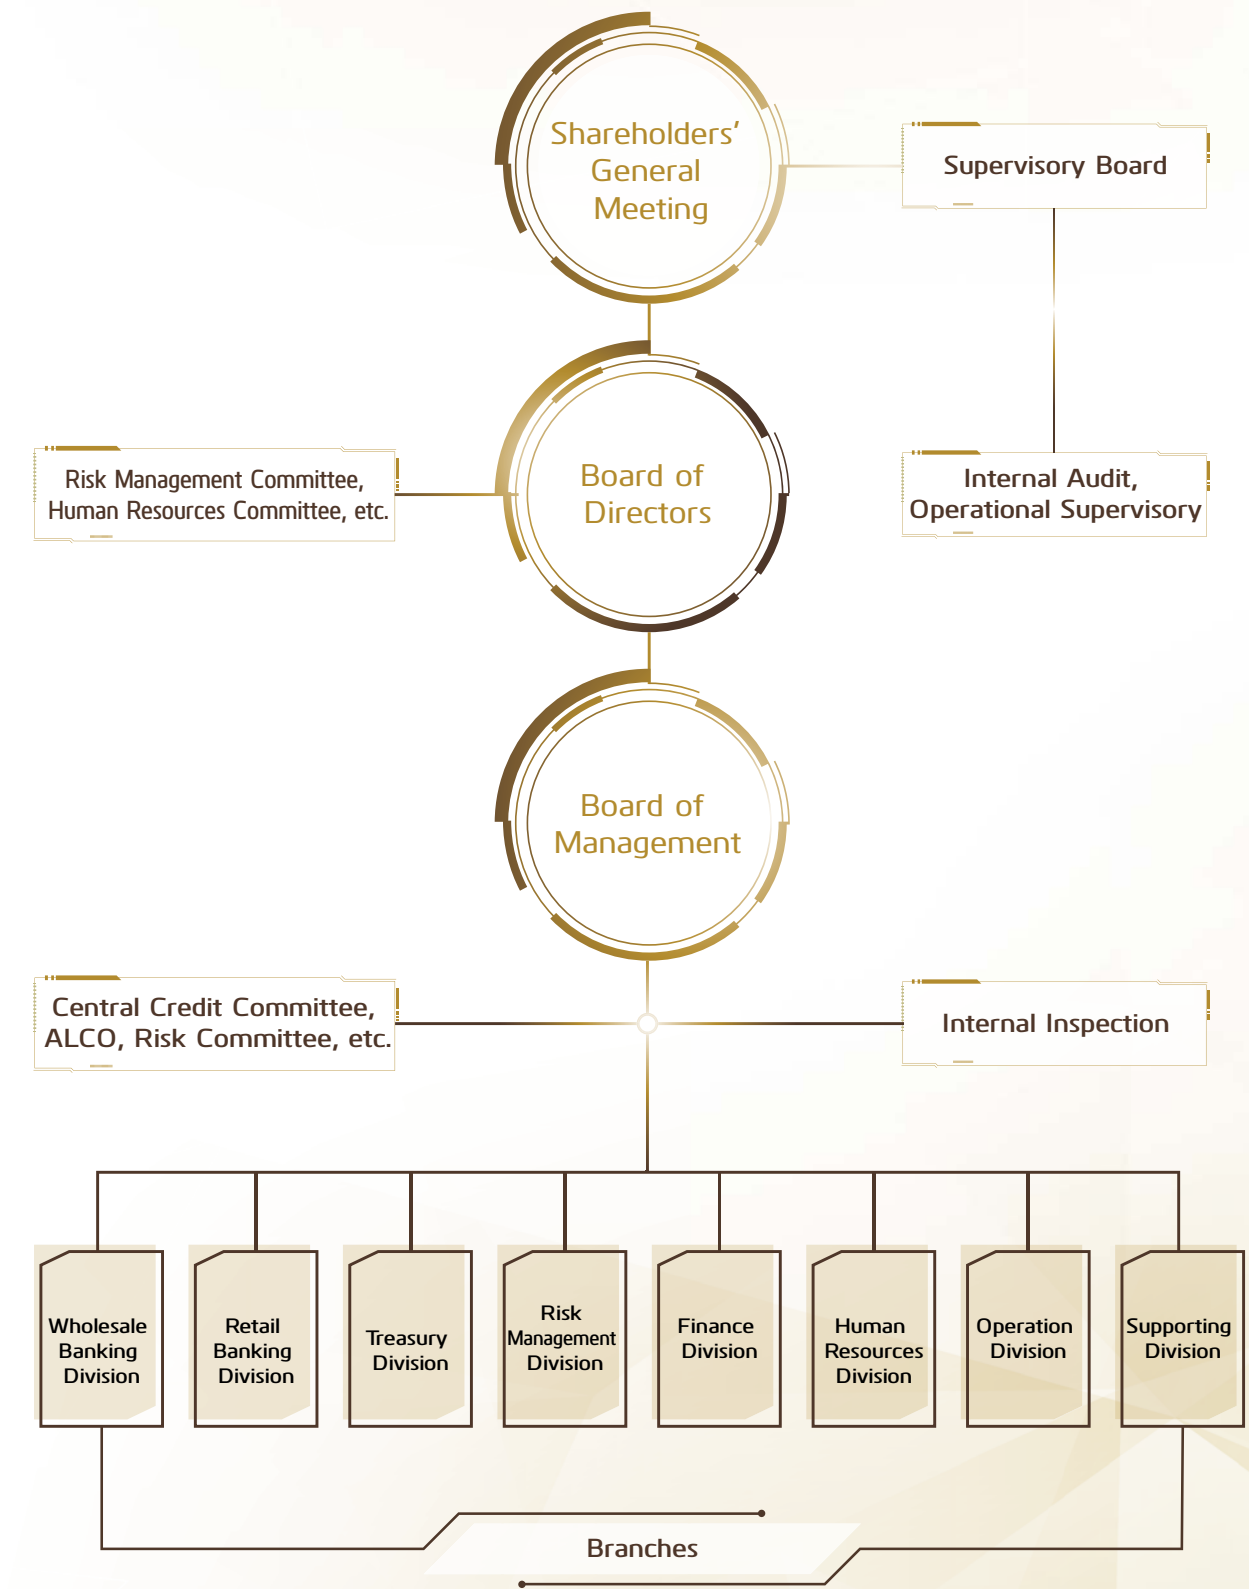 Shareholders'
General
Meeting
Supervisory Board
Risk Management Committee,
Human Resources Committee, etc.
Board of
Directors
Internal Audit,
Operational Supervisory
Board of
Management
Central Credit Committee,
ALCO, Risk Committee, etc.
Internal Inspection
Wholesale
Banking
Division
Retail
Banking
Division
Treasury
Division
Risk
Management
Division
Finance
Division
Human
Resources
Division
Operation
Division
Supporting
Division
Branches